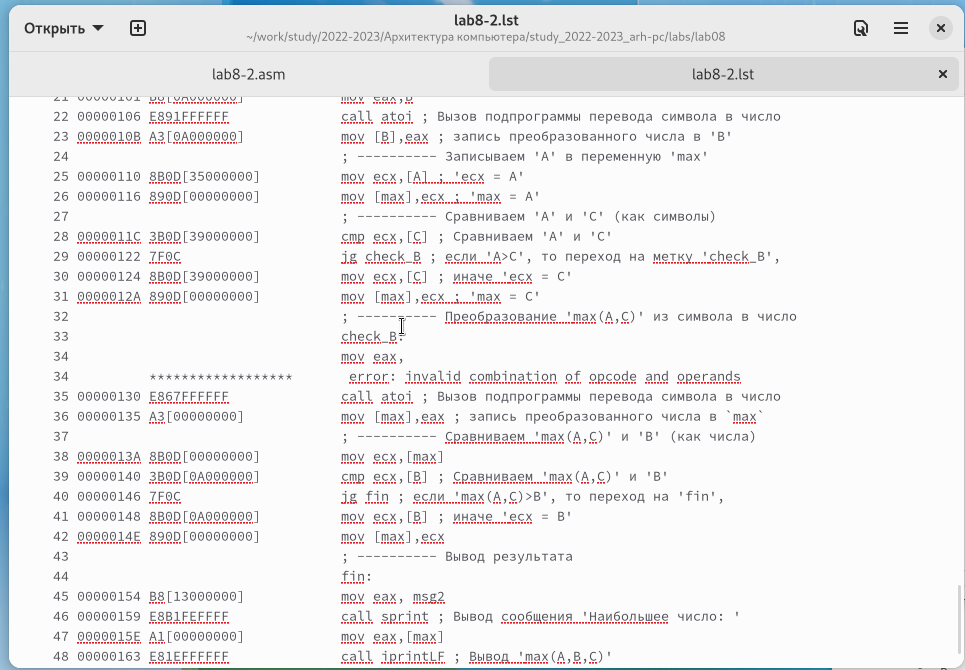 Открыть
lab8-2.lst
~/work/study/2022-2023/Архитектура компьютера/study_2022-2023_arh-pc/labs/lab08
lab8-2.asm
lab8-2.lst
21 00000101 B8[0A000000] mov eax,B
22 00000106 E891FFFFFF call atoi ; Вызов подпрограммы перевода символа в число
23 0000010B A3[0A000000] mov [B],eax ; запись преобразованного числа в 'B'
24 ; ---------- Записываем 'A' в переменную 'max'
25 00000110 8B0D[35000000] mov ecx,[A] ; 'ecx = A'
26 00000116 890D[00000000] mov [max],ecx ; 'max = A'
27 ; ---------- Сравниваем 'A' и 'С' (как символы)
28 0000011C 3B0D[39000000] cmp ecx,[C] ; Сравниваем 'A' и 'С'
29 00000122 7F0C jg check_B ; если 'A>C', то переход на метку 'check_B',
30 00000124 8B0D[39000000] mov ecx,[C] ; иначе 'ecx = C'
31 0000012A 890D[00000000] mov [max],ecx ; 'max = C'
32 ; ---------- Преобразование 'max(A,C)' из символа в число
33 check_B:
34 mov eax,
34 ****************** error: invalid combination of opcode and operands
35 00000130 E867FFFFFF call atoi ; Вызов подпрограммы перевода символа в число
36 00000135 A3[00000000] mov [max],eax ; запись преобразованного числа в `max`
37 ; ---------- Сравниваем 'max(A,C)' и 'B' (как числа)
38 0000013A 8B0D[00000000] mov ecx,[max]
39 00000140 3B0D[0A000000] cmp ecx,[B] ; Сравниваем 'max(A,C)' и 'B'
40 00000146 7F0C jg fin ; если 'max(A,C)>B', то переход на 'fin',
41 00000148 8B0D[0A000000] mov ecx,[B] ; иначе 'ecx = B'
42 0000014E 890D[00000000] mov [max],ecx
43 ; ---------- Вывод результата
44 fin:
45 00000154 B8[13000000] mov eax, msg2
46 00000159 E8B1FEFFFF call sprint ; Вывод сообщения 'Наибольшее число: '
47 0000015E A1[00000000] mov eax,[max]
48 00000163 E81EFFFFFF call iprintLF ; Вывод 'max(A,B,C)'